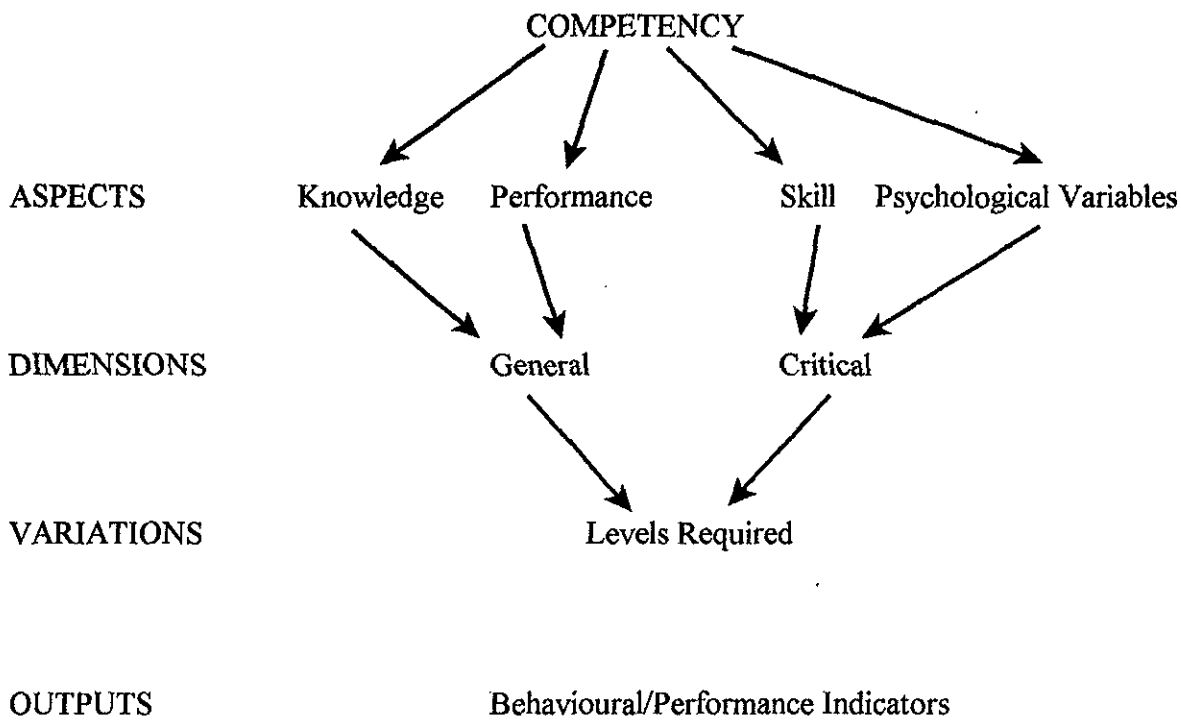 COMPETENCY
ASPECTS Knowledge Performance Skill Psychological Variables
DIMENSIONS General Critical
VARIATIONS Levels Required
OUTPUTS Behavioural/Performance Indicators